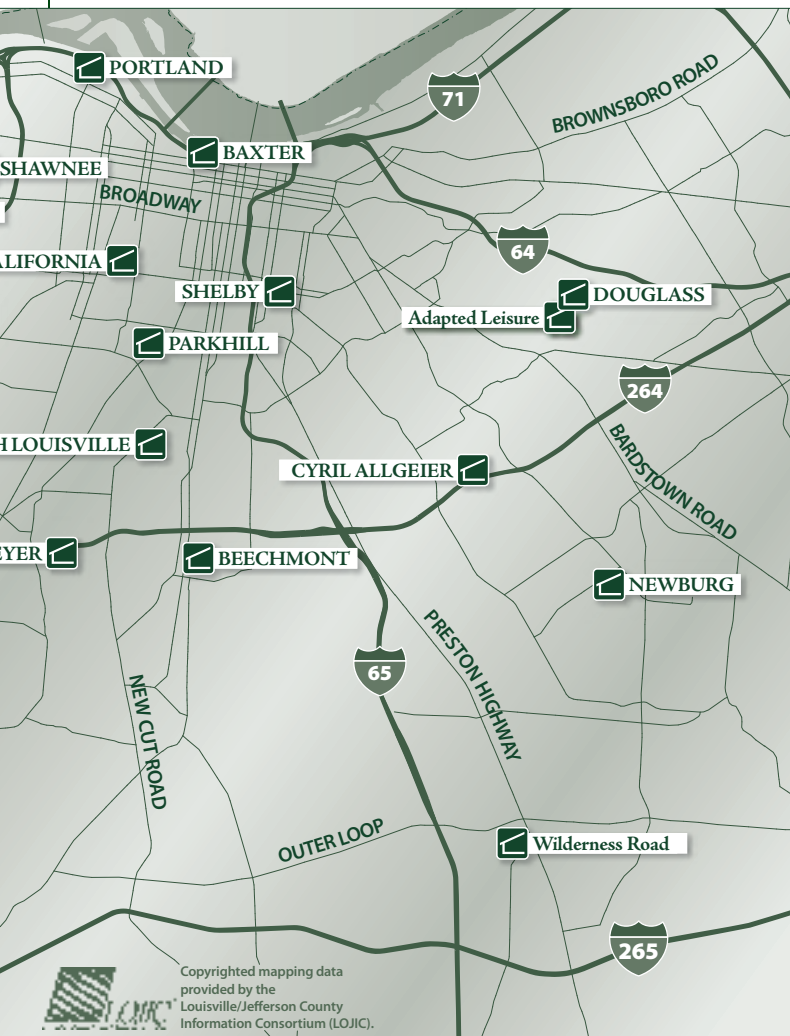 PORTLAND
71
BROWNSBORO ROAD
BAXTER
SHAWNEE
BROADWAY
64
ALIFORNIA
SHELBY
DOUGLASS
Adapted Leisure
PARKHILL
264
H LOUISVILLE
BARDSTOWN ROAD
CYRIL ALLGEIER
EYER
BEECHMONT
NEWBURG
PRESTON HIGHWAY
65
NEW CUT ROAD
OUTER LOOP
Wilderness Road
265
Copyrighted mapping data
provided by the
Louisville/Jefferson County
Information Consortium (LOJIC).
LOJIC